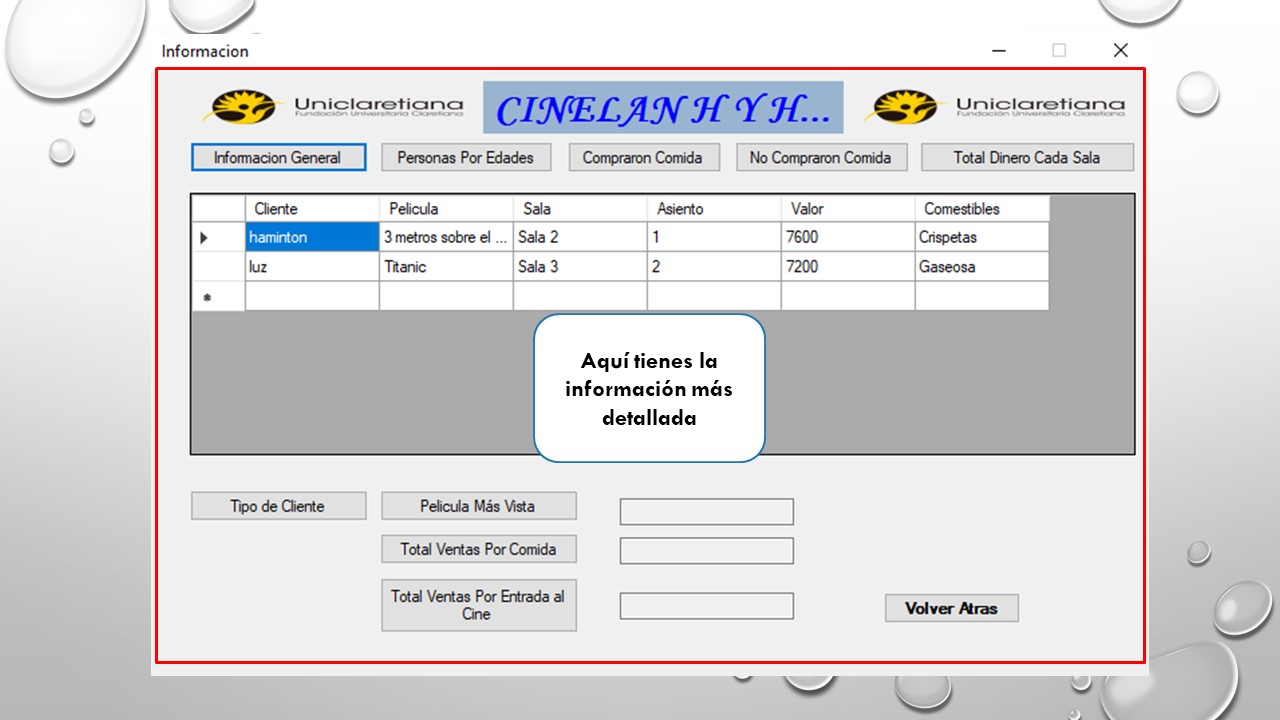 Informacion
Uniclaretiana
Fundación Universitaria Claretiana
CINELAN H Y H...
Uniclaretiana
Fundación Universitaria Claretiana
Informacion General
Personas Por Edades
Compraron Comida
No Compraron Comida
Total Dinero Cada Sala
Cliente Pelicula Sala Asiento Valor Comestibles
haminton 3 metros sobre el ... Sala 2 1 7600 Crispetas
luz Titanic Sala 3 2 7200 Gaseosa
Aquí tienes la
información más
detallada
Tipo de Cliente
Pelicula Más Vista
Total Ventas Por Comida
Total Ventas Por Entrada al
Cine
Volver Atras